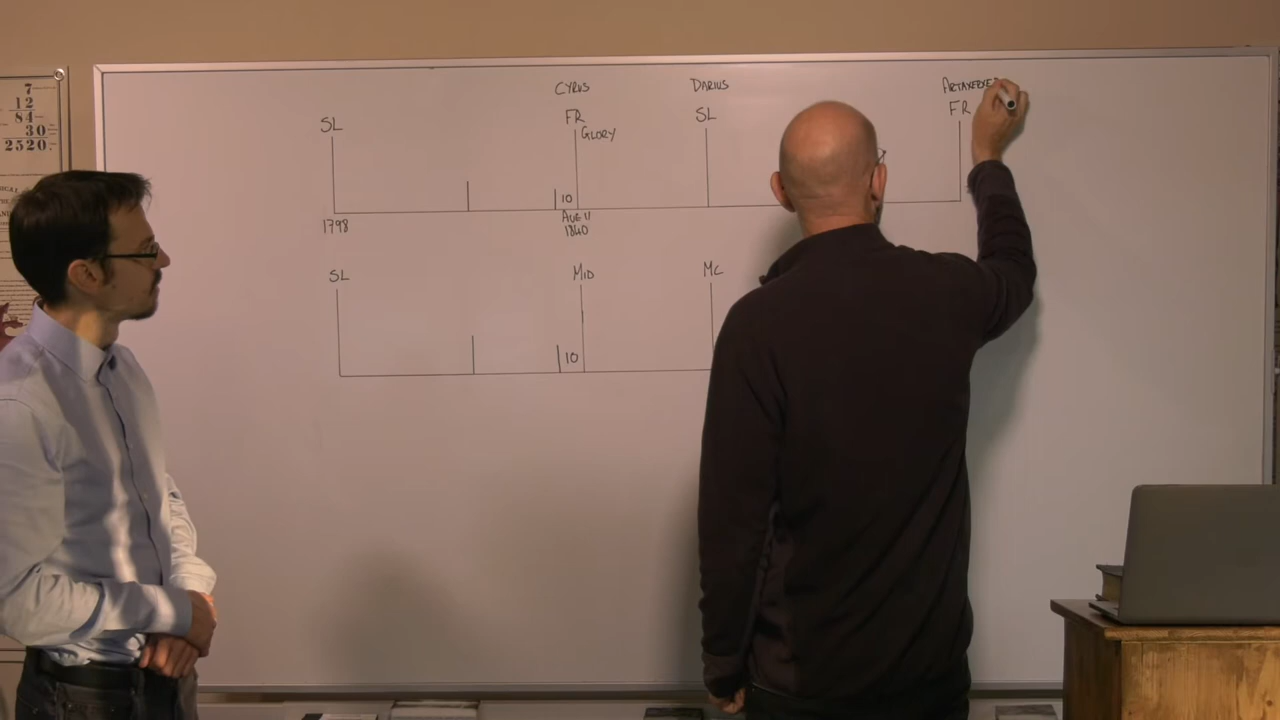 7
12
84
30
2520.
CYRUS
DARIUS
SL
FR
GLORY
SL
FR
10
1798
AUG 11
1840
SL
MID
MC
10